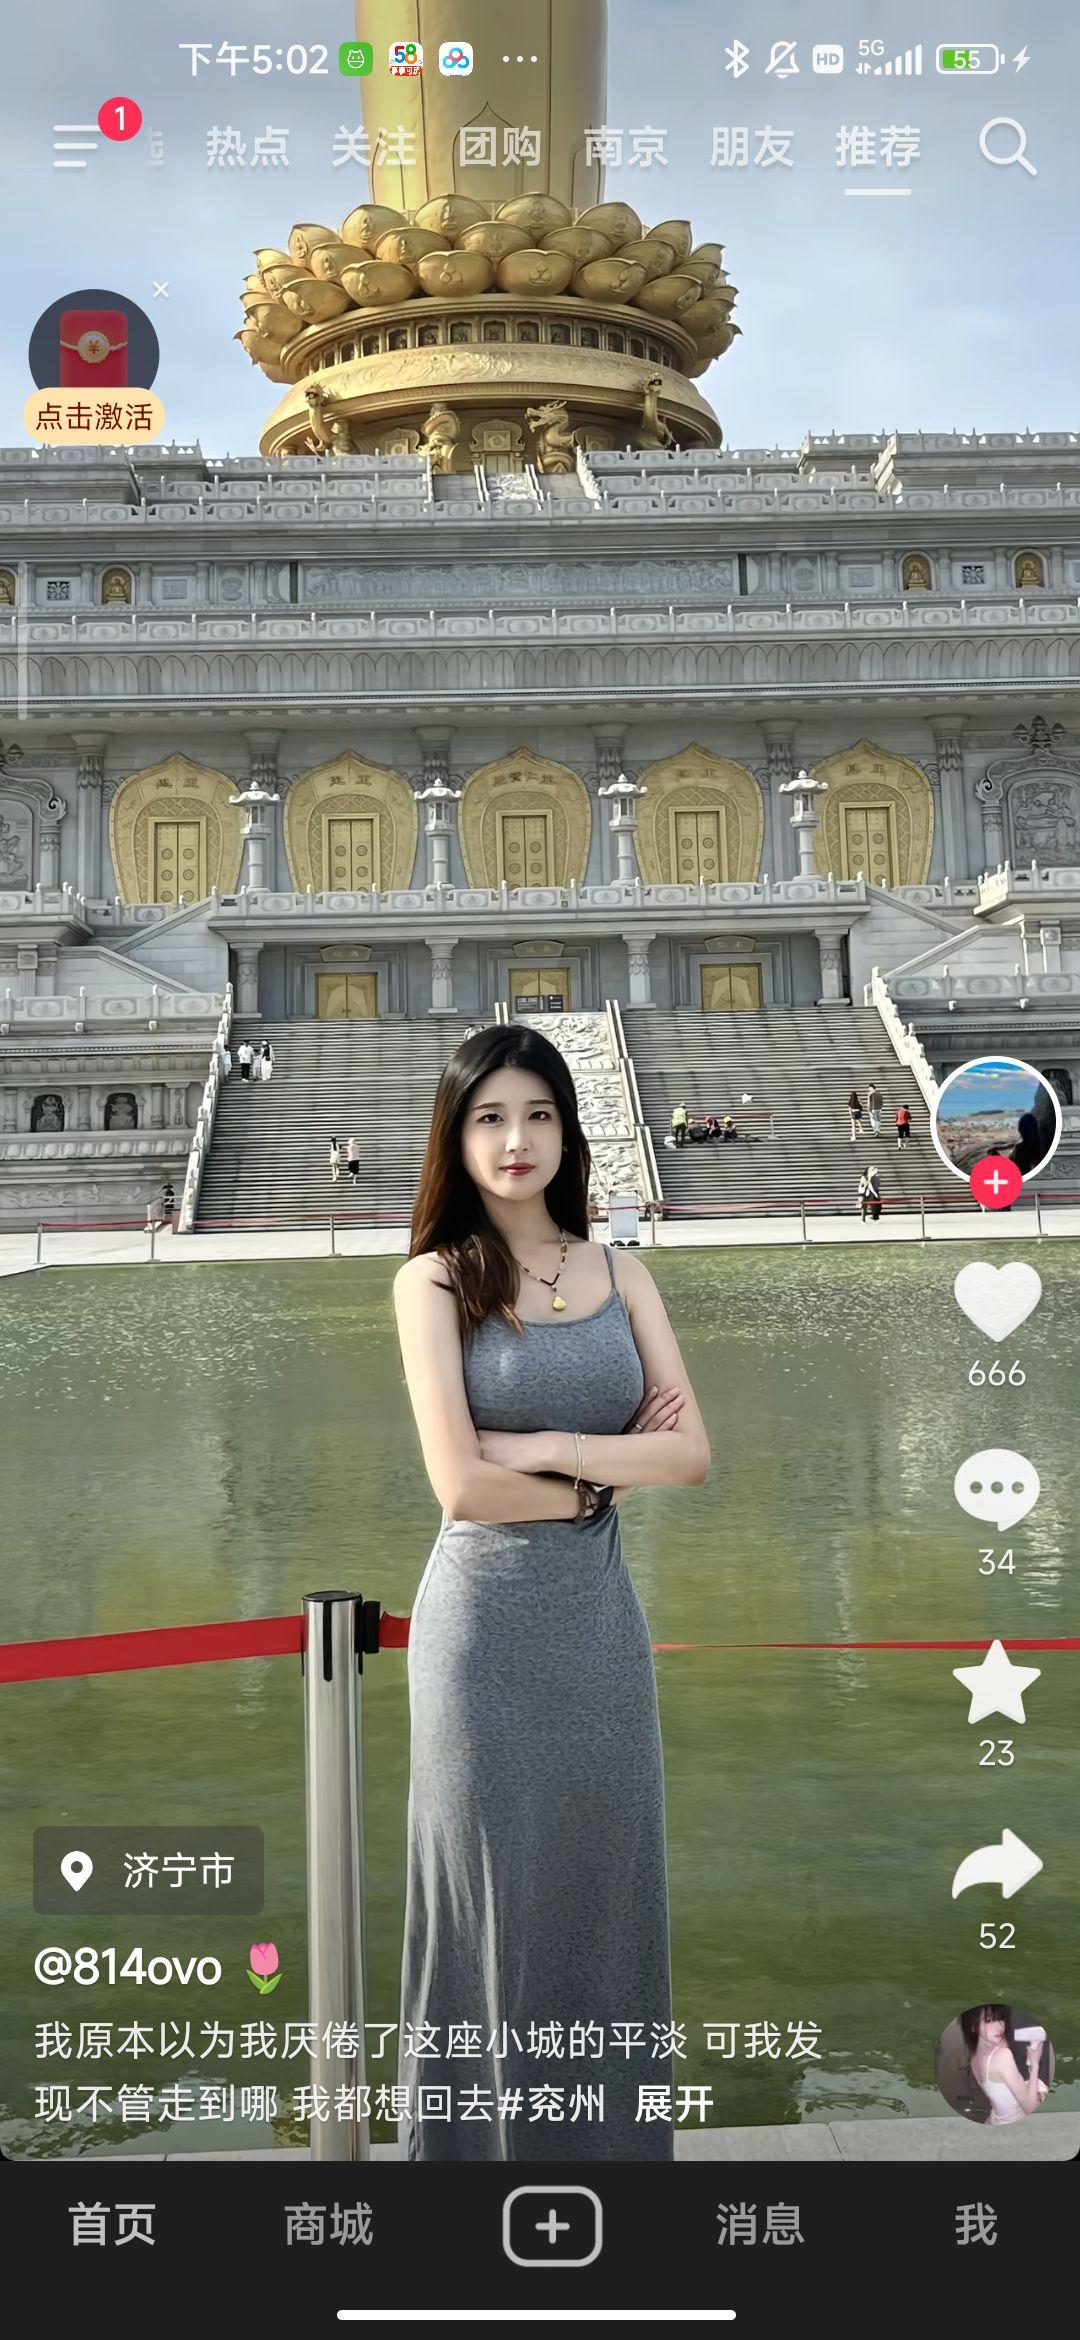 下午5:02
58
HD
5G
55
1
热点 关注 团购 南京 朋友 推荐
点击激活
666
34
23
52
济宁市
@814ovo
我原本以为我厌倦了这座小城的平淡 可我发
现不管走到哪 我都想回去#兖州 展开
首页 商城 消息 我